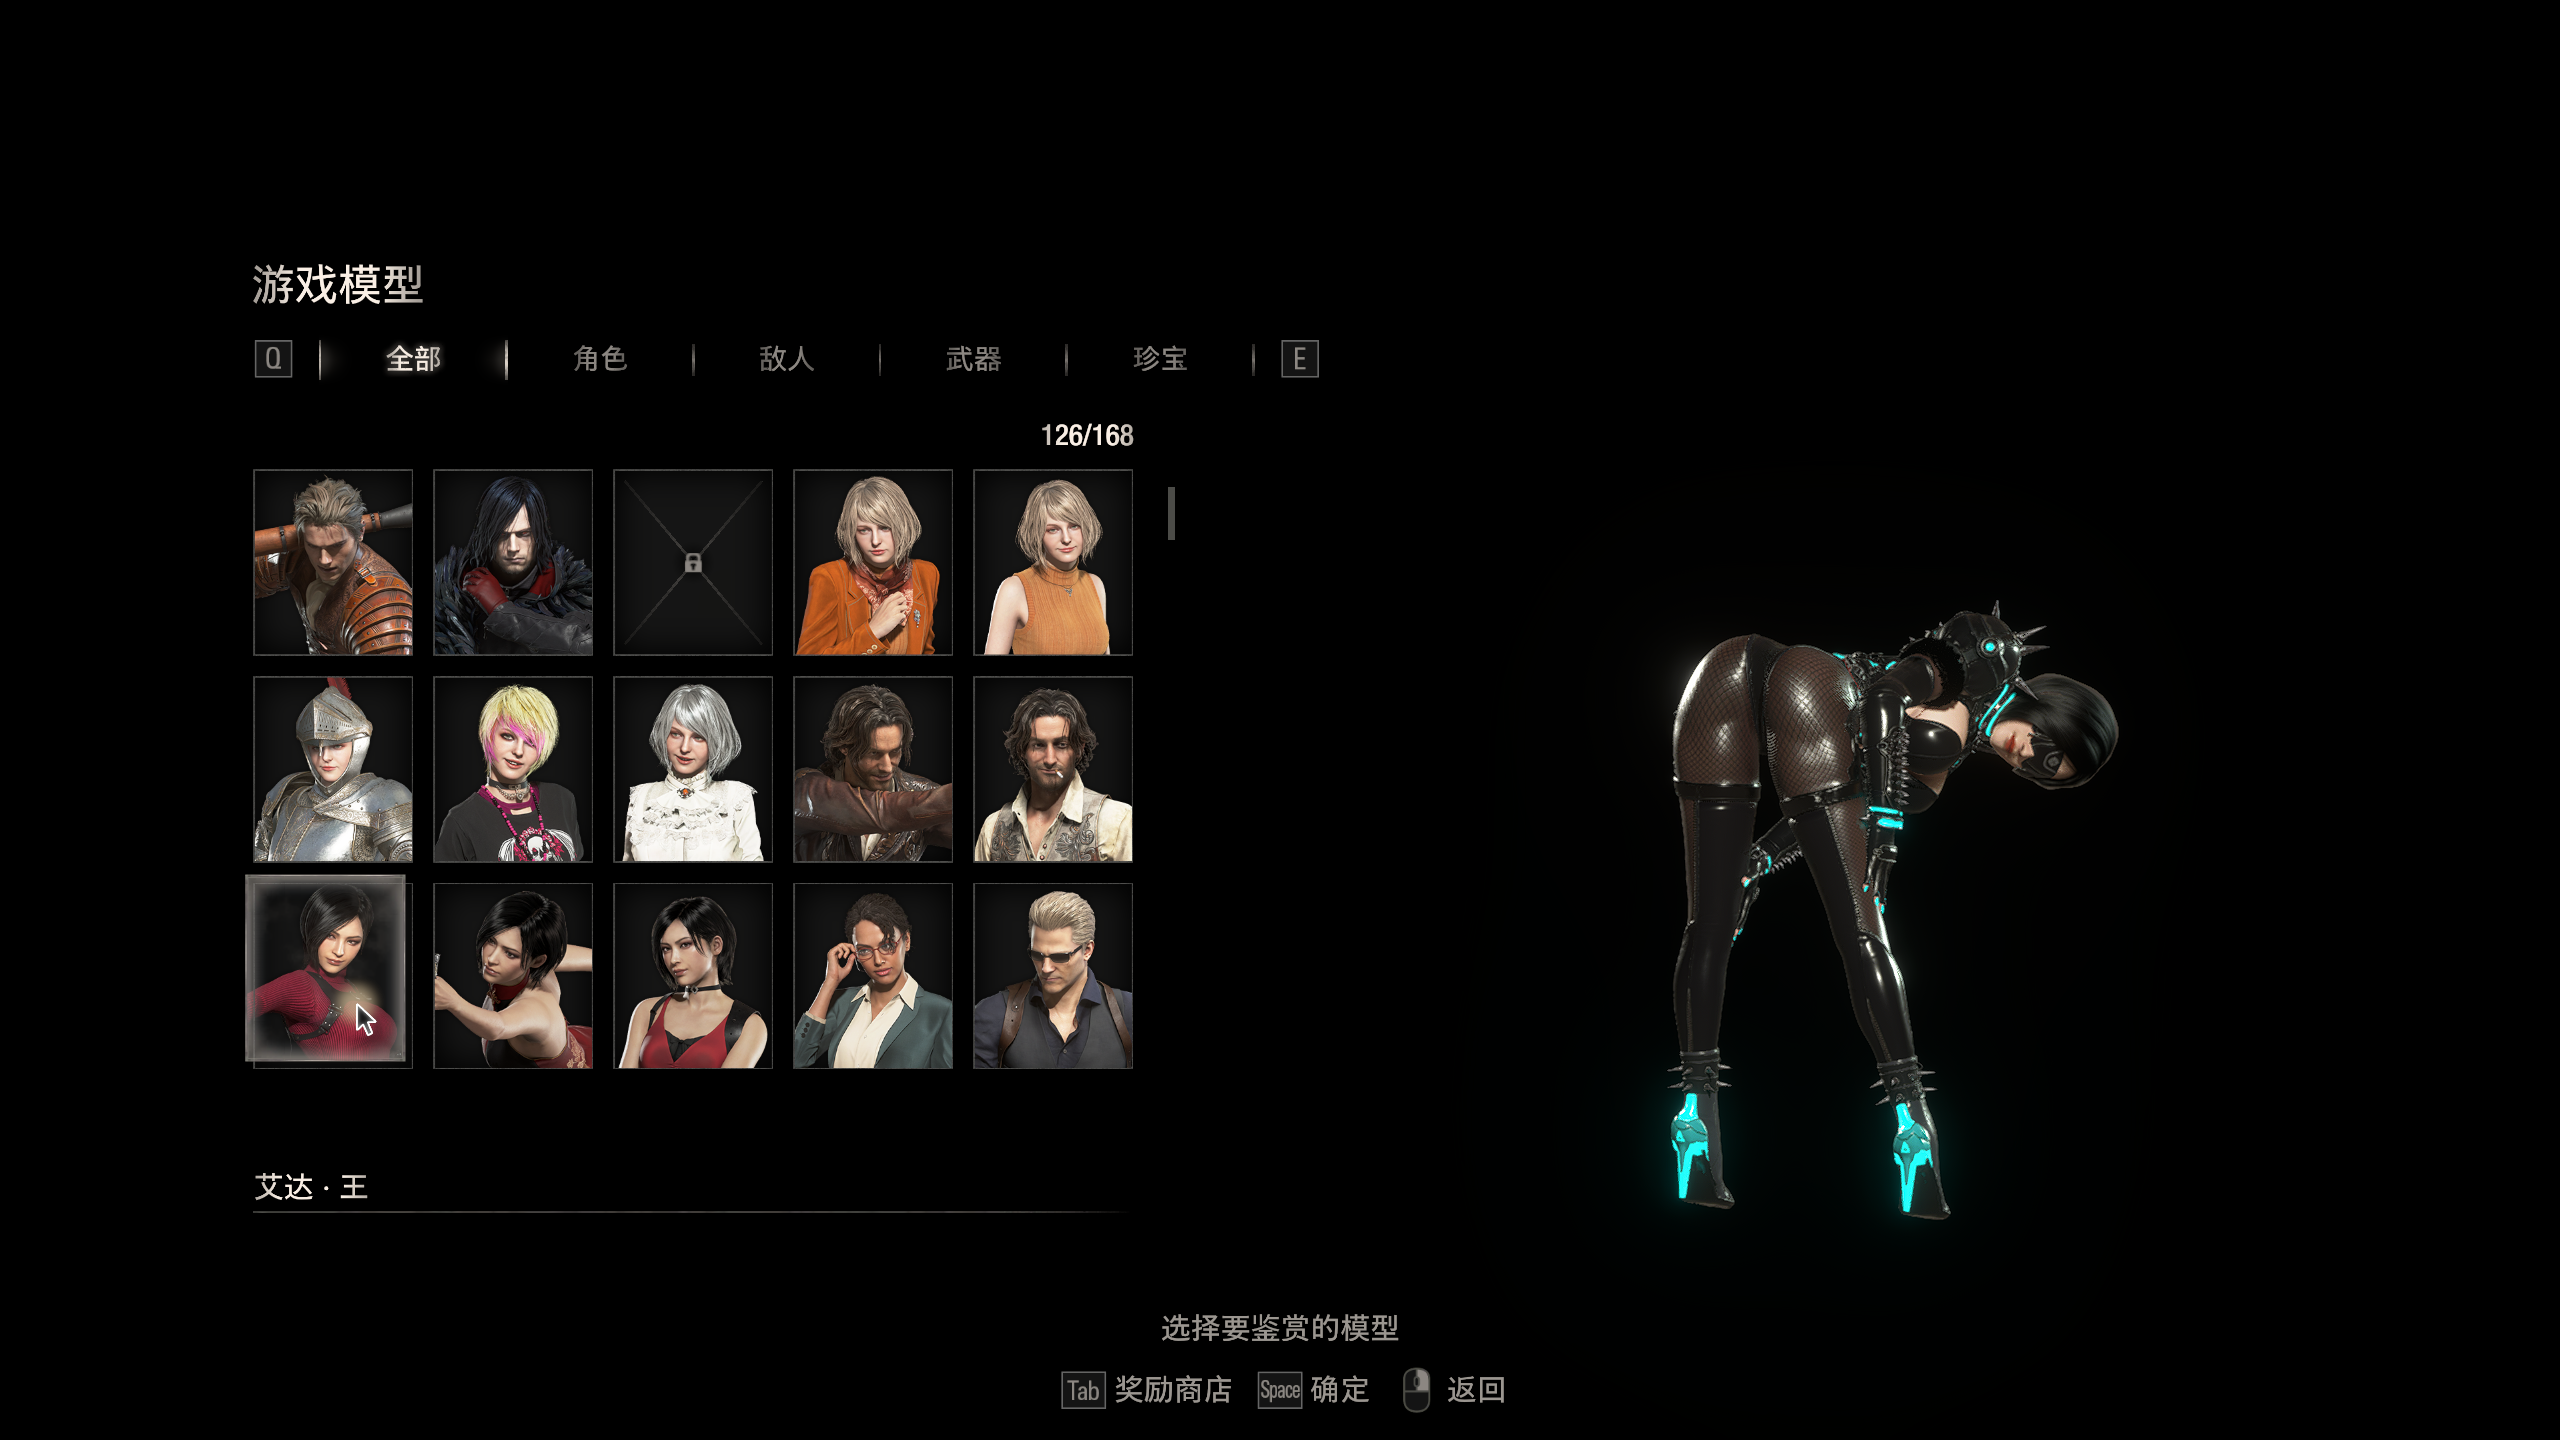 游戏模型
Q 全部 角色 敌人 武器 珍宝 E
126/168
艾达 · 王
选择要鉴赏的模型
Tab 奖励商店 Space 确定 返回